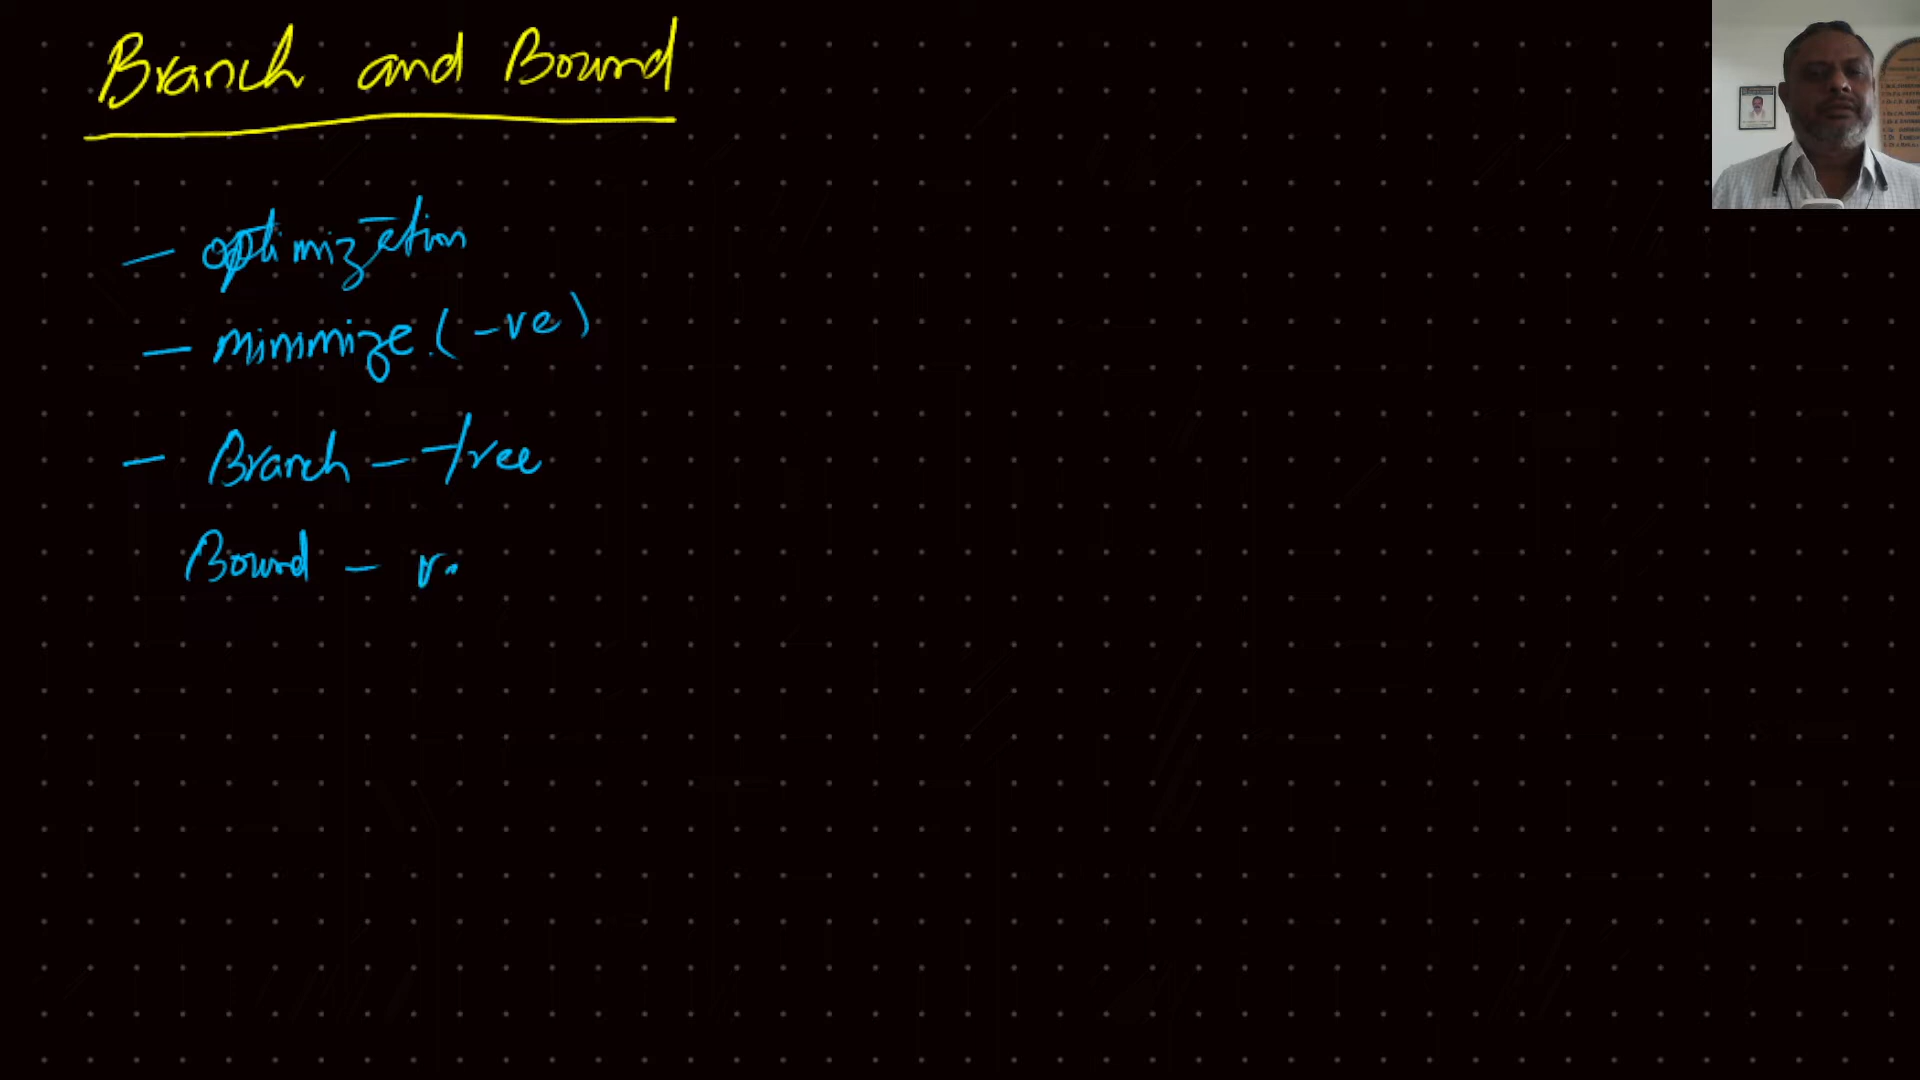 Branch and Bound
- optimization
- minimize. (-ve)
- Branch - tree
Bound -